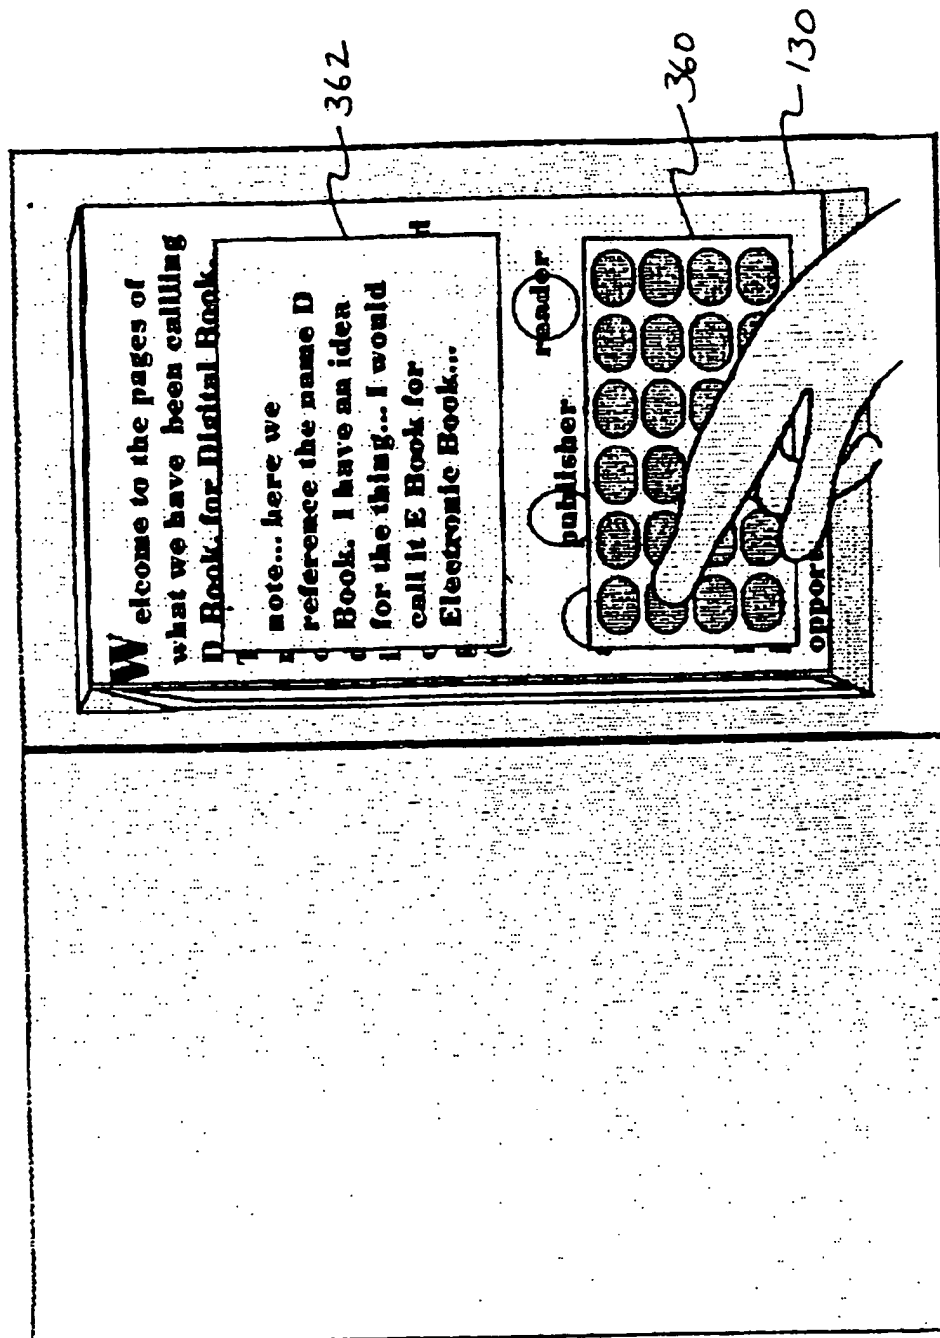 Welcome to the pages of
what we have been callling
D Book, for Digital Book.
note... here we
reference the name D
Book. I have an idea
for the thing... I would
call it E Book for
Electronic Book...
H
publisher
reader
opport
362
360
130